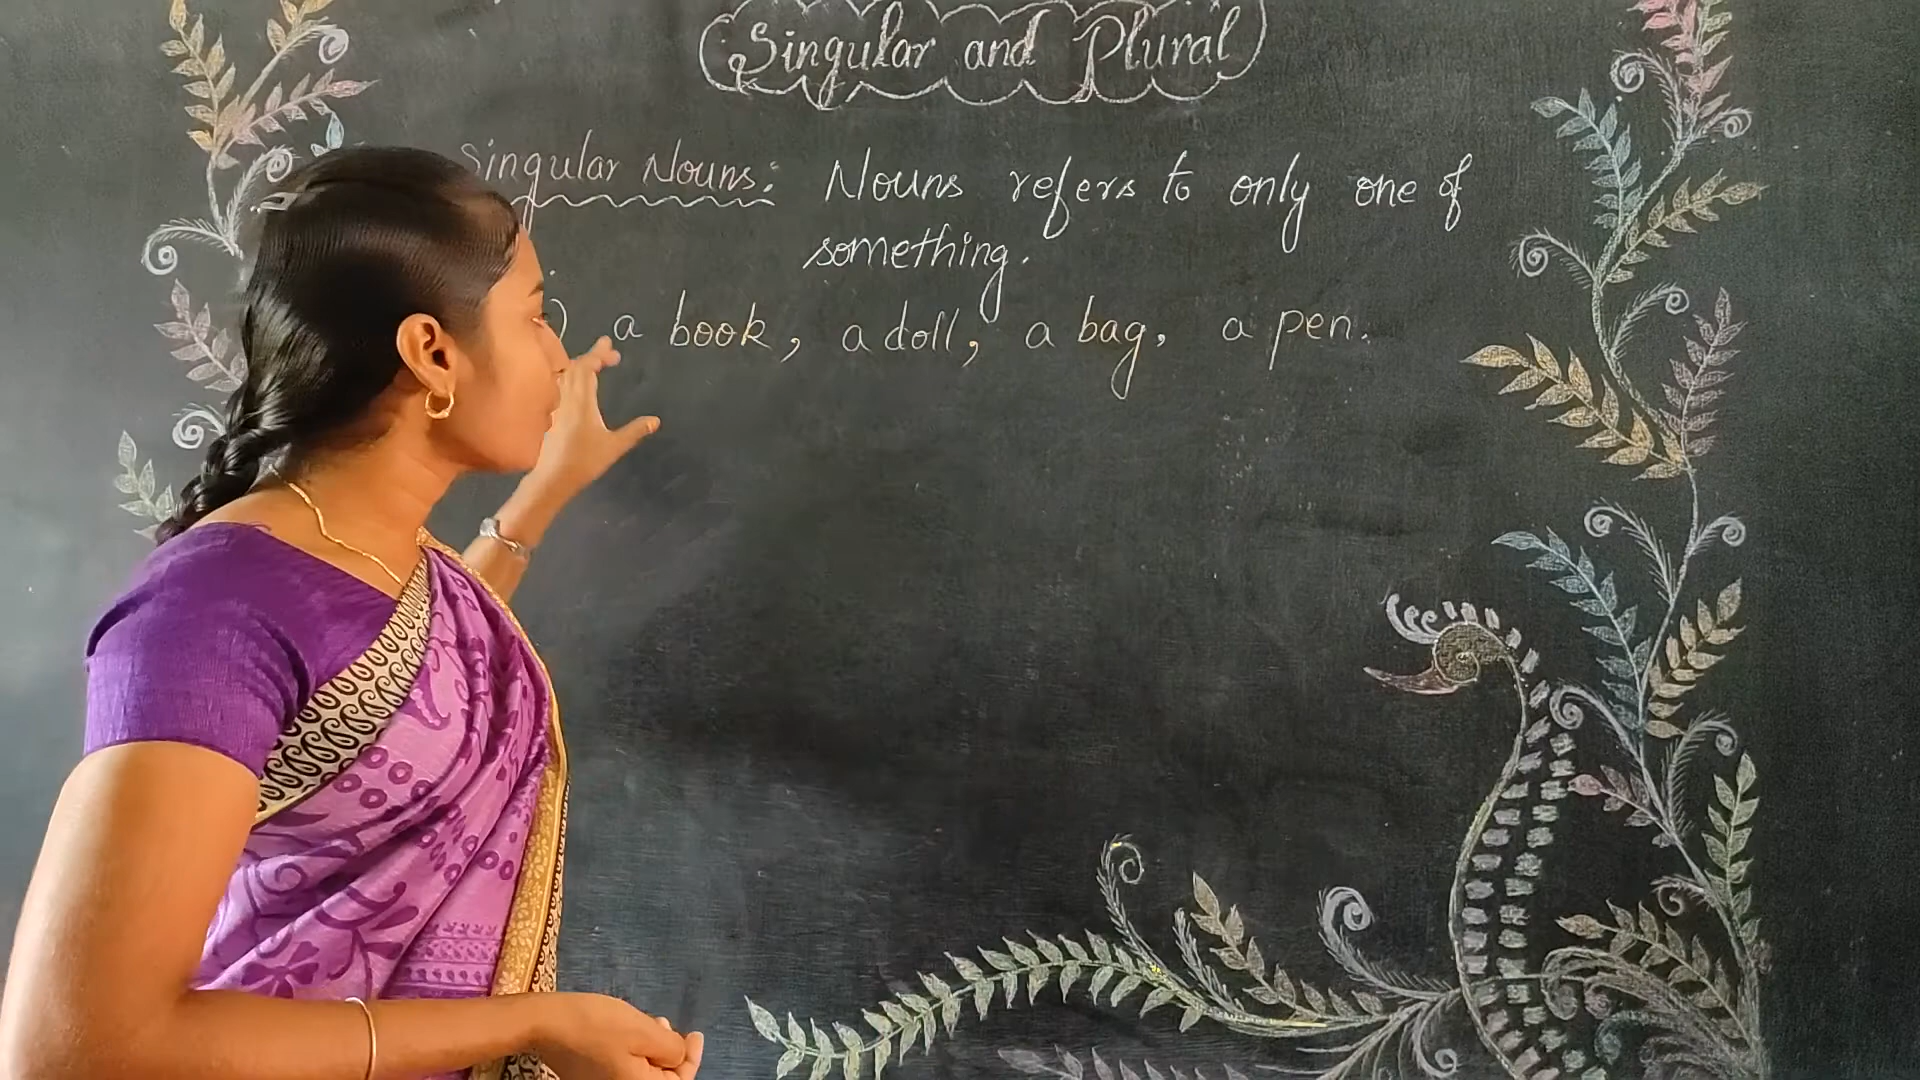 Singular and Plural
Singular Nouns: Nouns refers to only one of
something.
) a book, a doll, a bag, a pen.